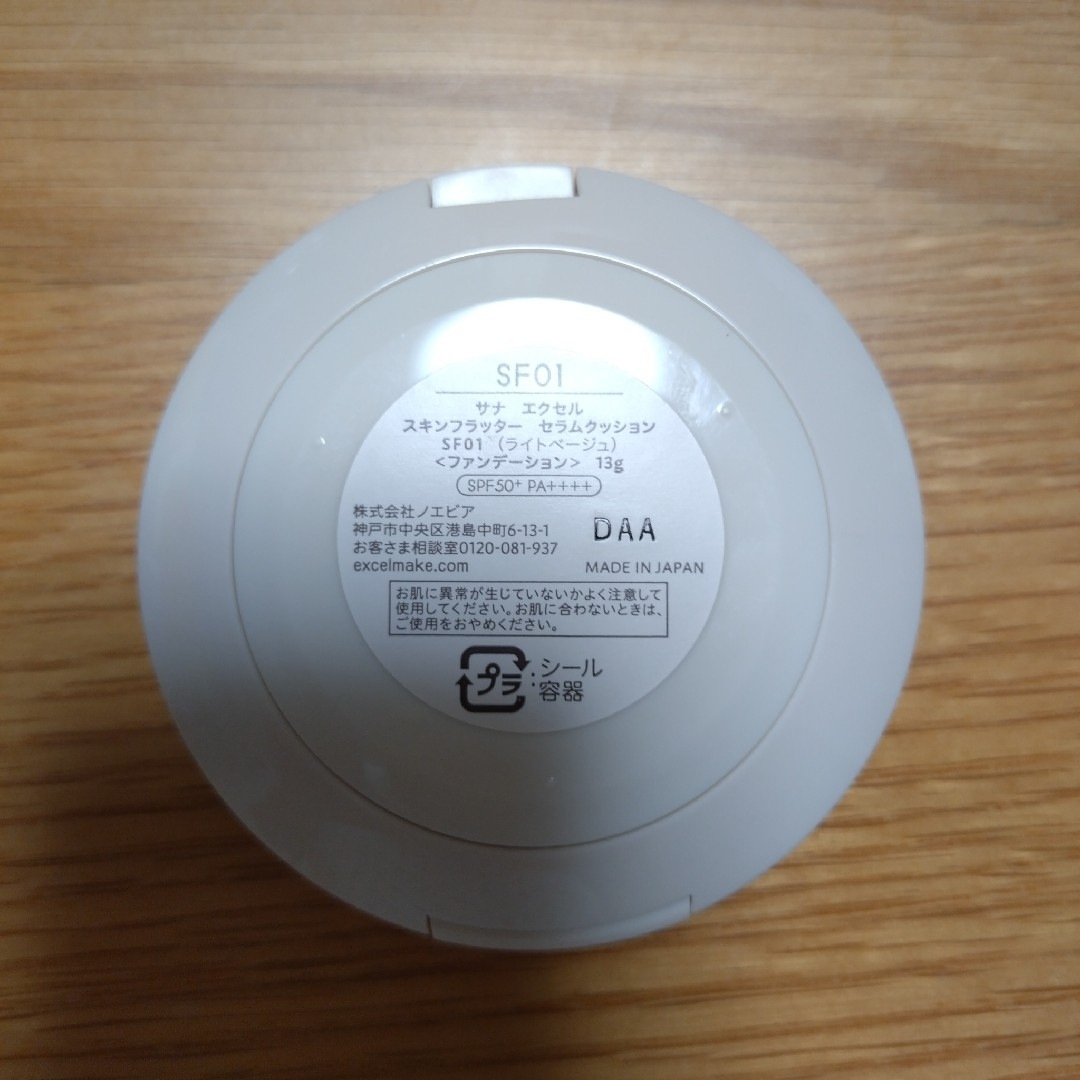 SF01
サナ エクセル
スキンフラッター セラムクッション
SF01 (ライトベージュ)
<ファンデーション> 13g
SPF50+ PA++++
株式会社ノエビア
神戸市中央区港島中町6-13-1
お客さま相談室0120-081-937
excelmake.com
DAA
MADE IN JAPAN
お肌に異常が生じていないかよく注意して
使用してください。お肌に合わないときは、
ご使用をおやめください。
プラ:シール
容器